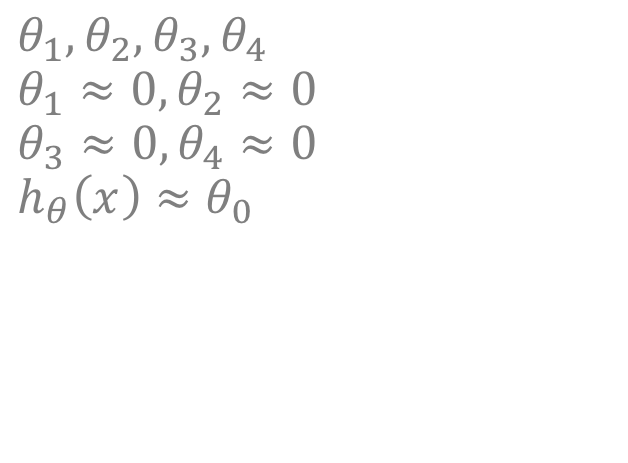 θ₁, θ₂, θ₃, θ₄
θ₁ ≈ 0, θ₂ ≈ 0
θ₃ ≈ 0, θ₄ ≈ 0
h_θ(x) ≈ θ₀